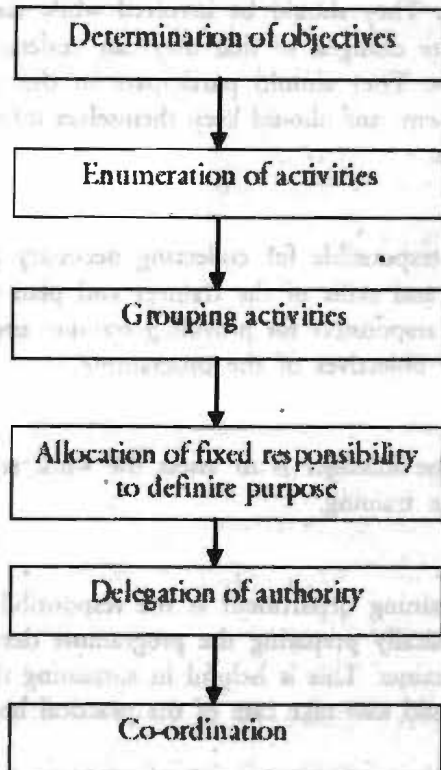 Determination of objectives
Enumeration of activities
Grouping activities
Allocation of fixed responsibility
to definite purpose
Delegation of authority
Co-ordination